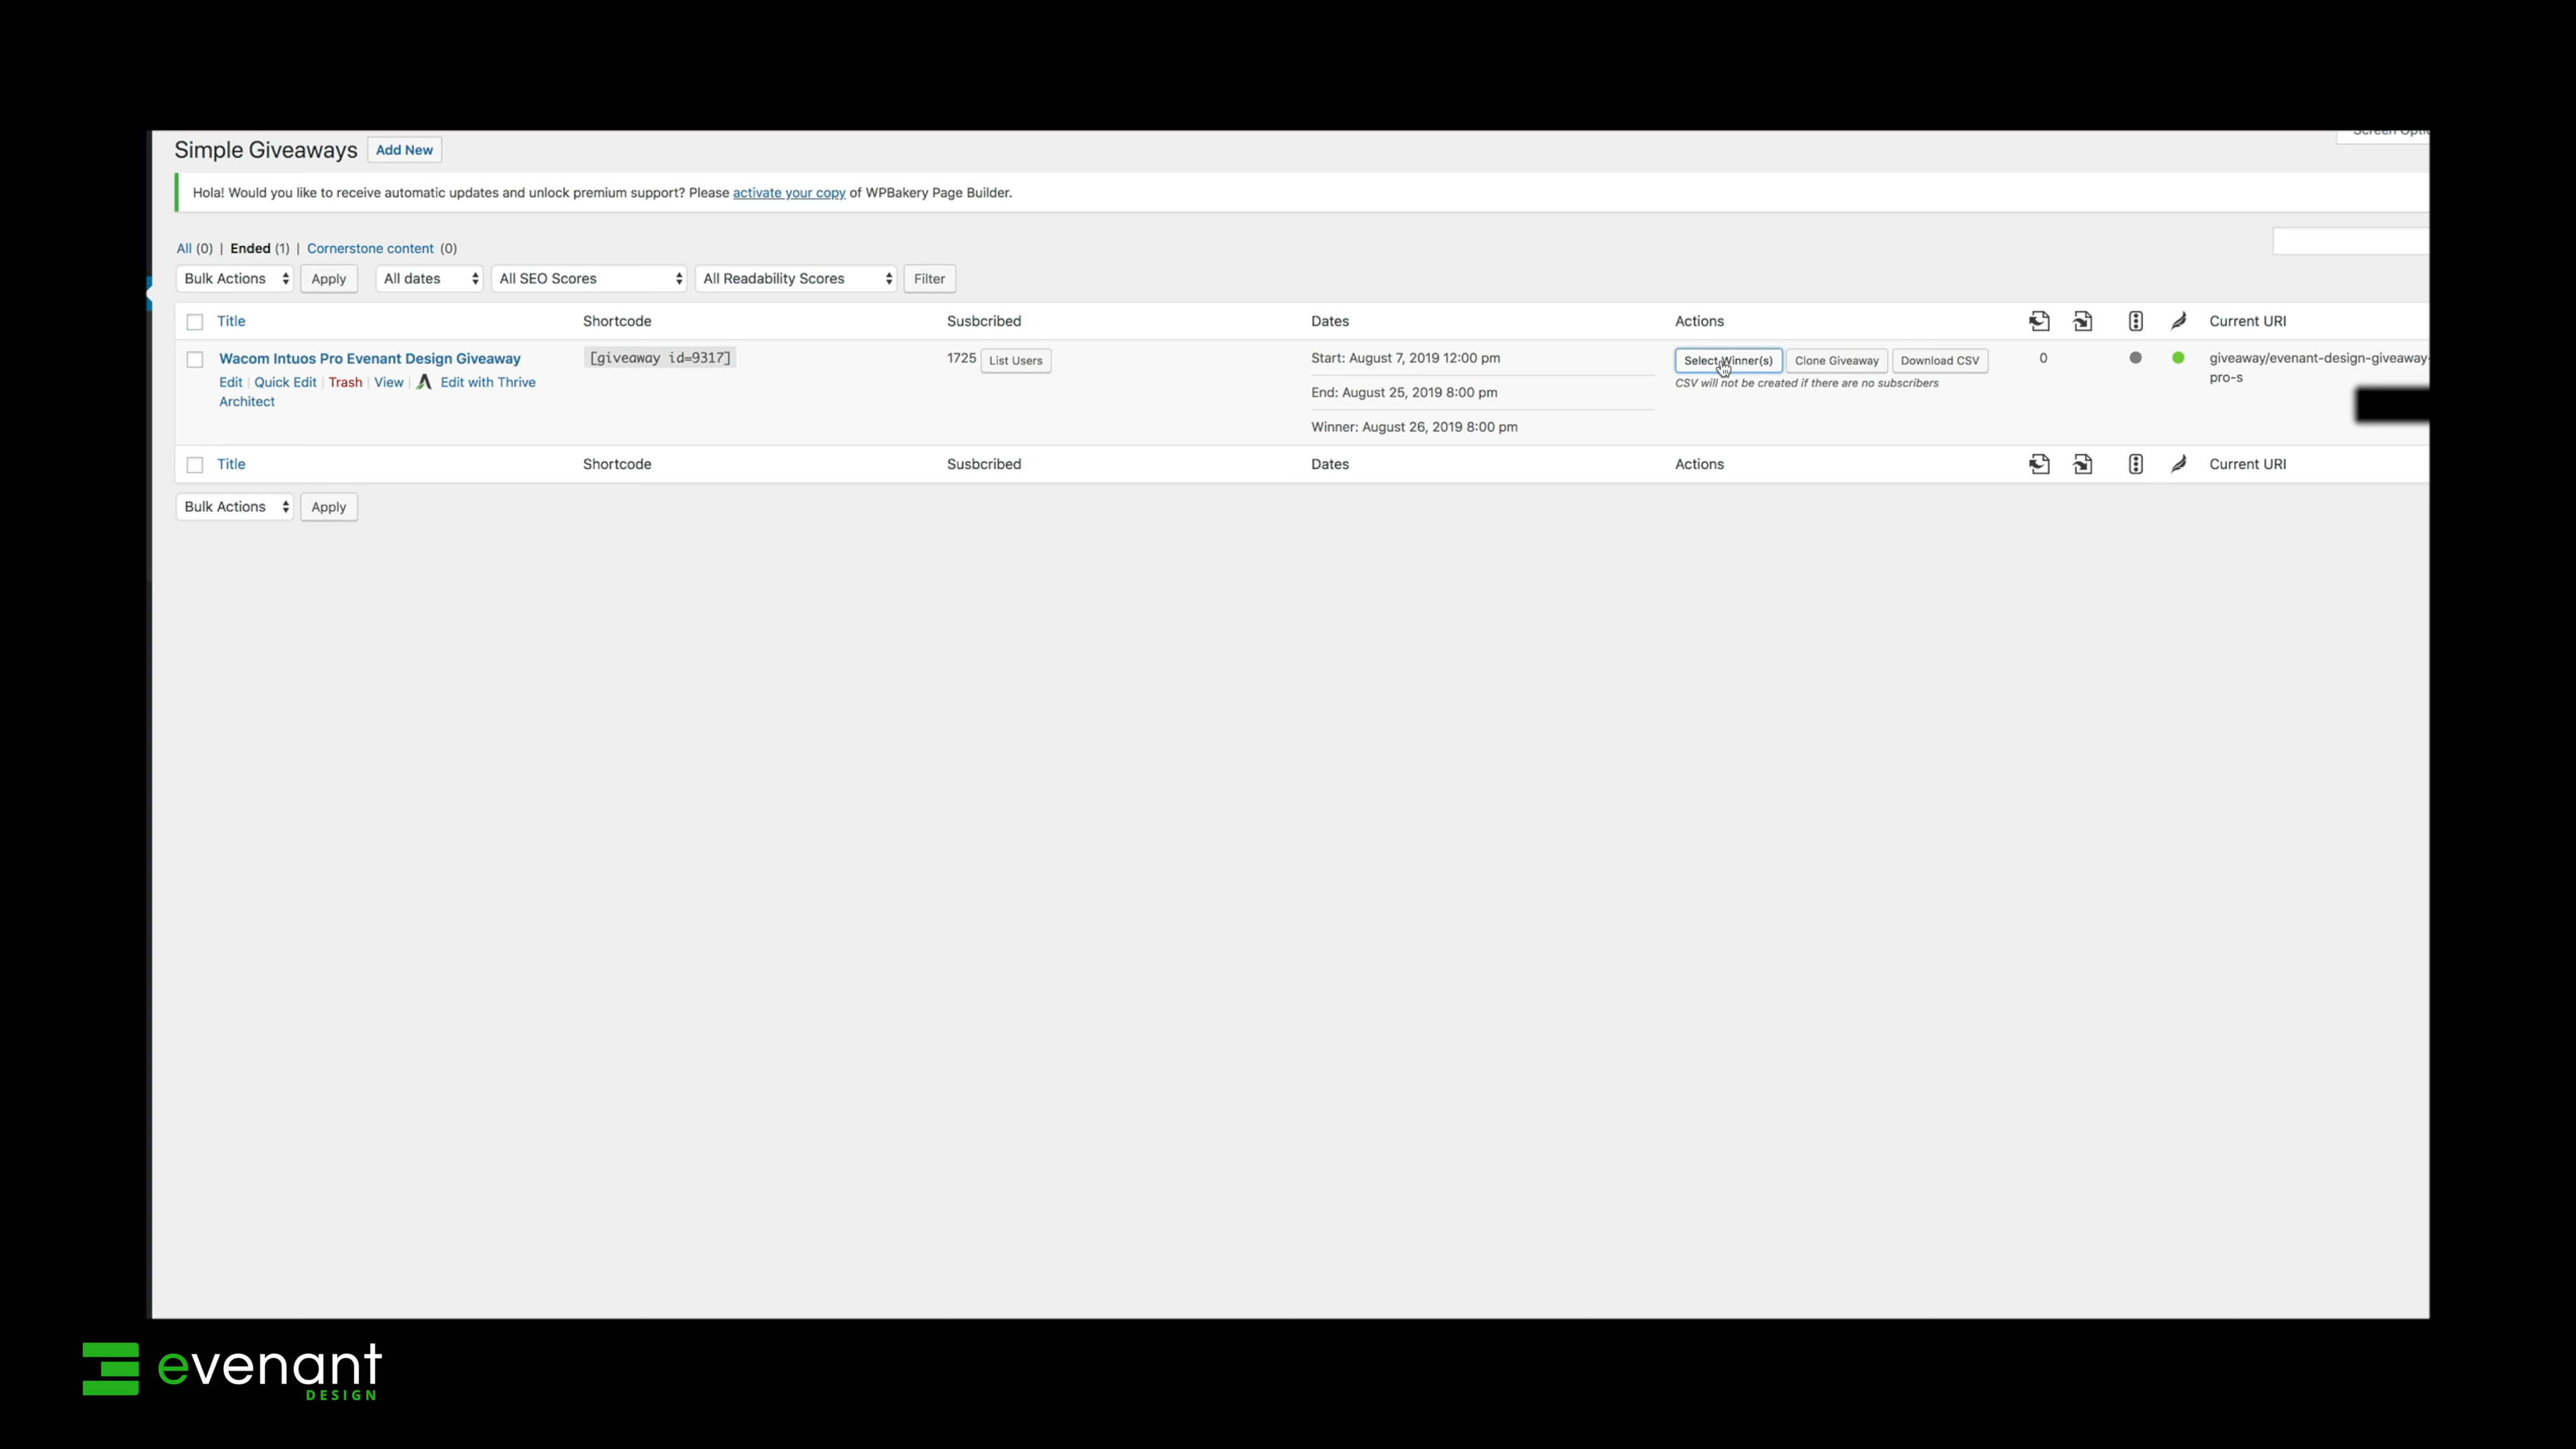 Simple Giveaways Add New
Hola! Would you like to receive automatic updates and unlock premium support? Please activate your copy of WPBakery Page Builder.
All (0) | Ended (1) | Cornerstone content (0)
Bulk Actions Apply All dates All SEO Scores All Readability Scores Filter
Title Shortcode Susbcribed Dates Actions Current URI
Wacom Intuos Pro Evenant Design Giveaway [giveaway id=9317] 1725 List Users Start: August 7, 2019 12:00 pm Select Winner(s) Clone Giveaway Download CSV 0 giveaway/evenant-design-giveaway-
Edit | Quick Edit | Trash | View | Edit with Thrive CSV will not be created if there are no subscribers pro-s
Architect End: August 25, 2019 8:00 pm
Winner: August 26, 2019 8:00 pm
Title Shortcode Susbcribed Dates Actions Current URI
Bulk Actions Apply
evenant
DESIGN